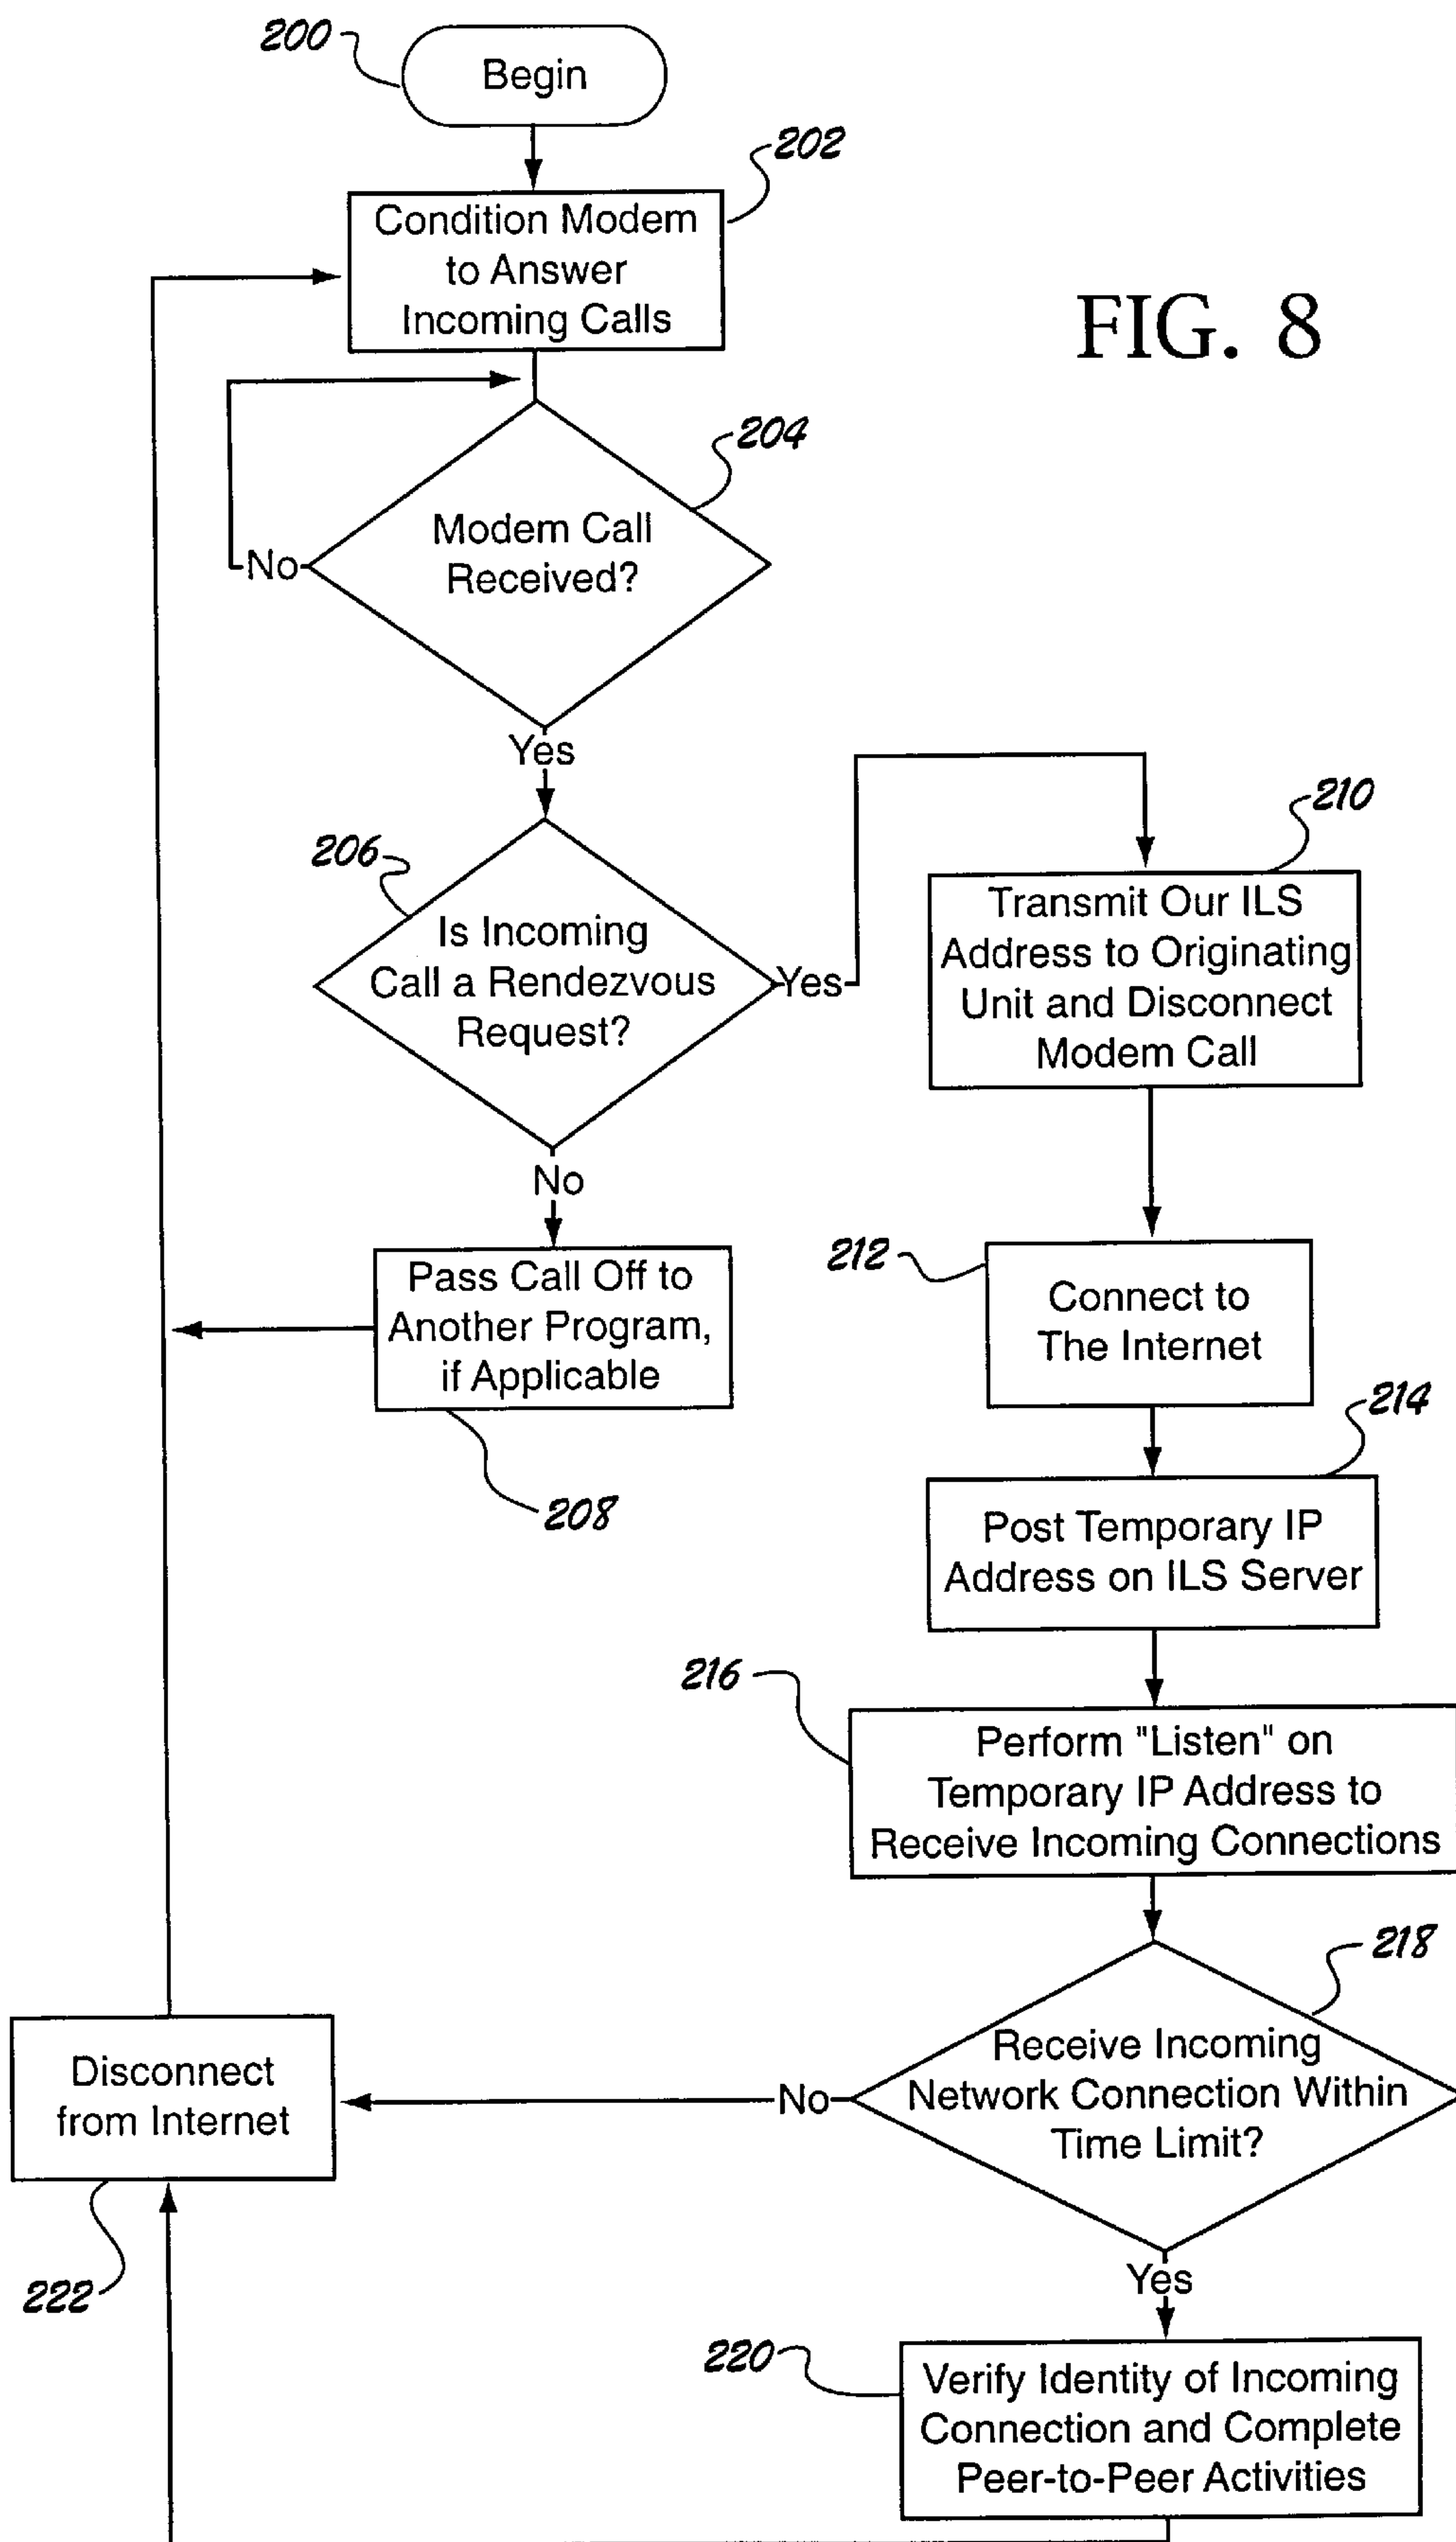 200
Begin
202
Condition Modem
to Answer
Incoming Calls
FIG. 8
204
Modem Call
Received?
No
Yes
206
Is Incoming
Call a Rendezvous
Request?
Yes
210
Transmit Our ILS
Address to Originating
Unit and Disconnect
Modem Call
No
Pass Call Off to
Another Program,
if Applicable
208
212
Connect to
The Internet
214
Post Temporary IP
Address on ILS Server
216
Perform "Listen" on
Temporary IP Address to
Receive Incoming Connections
218
Receive Incoming
Network Connection Within
Time Limit?
No
Disconnect
from Internet
222
Yes
220
Verify Identity of Incoming
Connection and Complete
Peer-to-Peer Activities